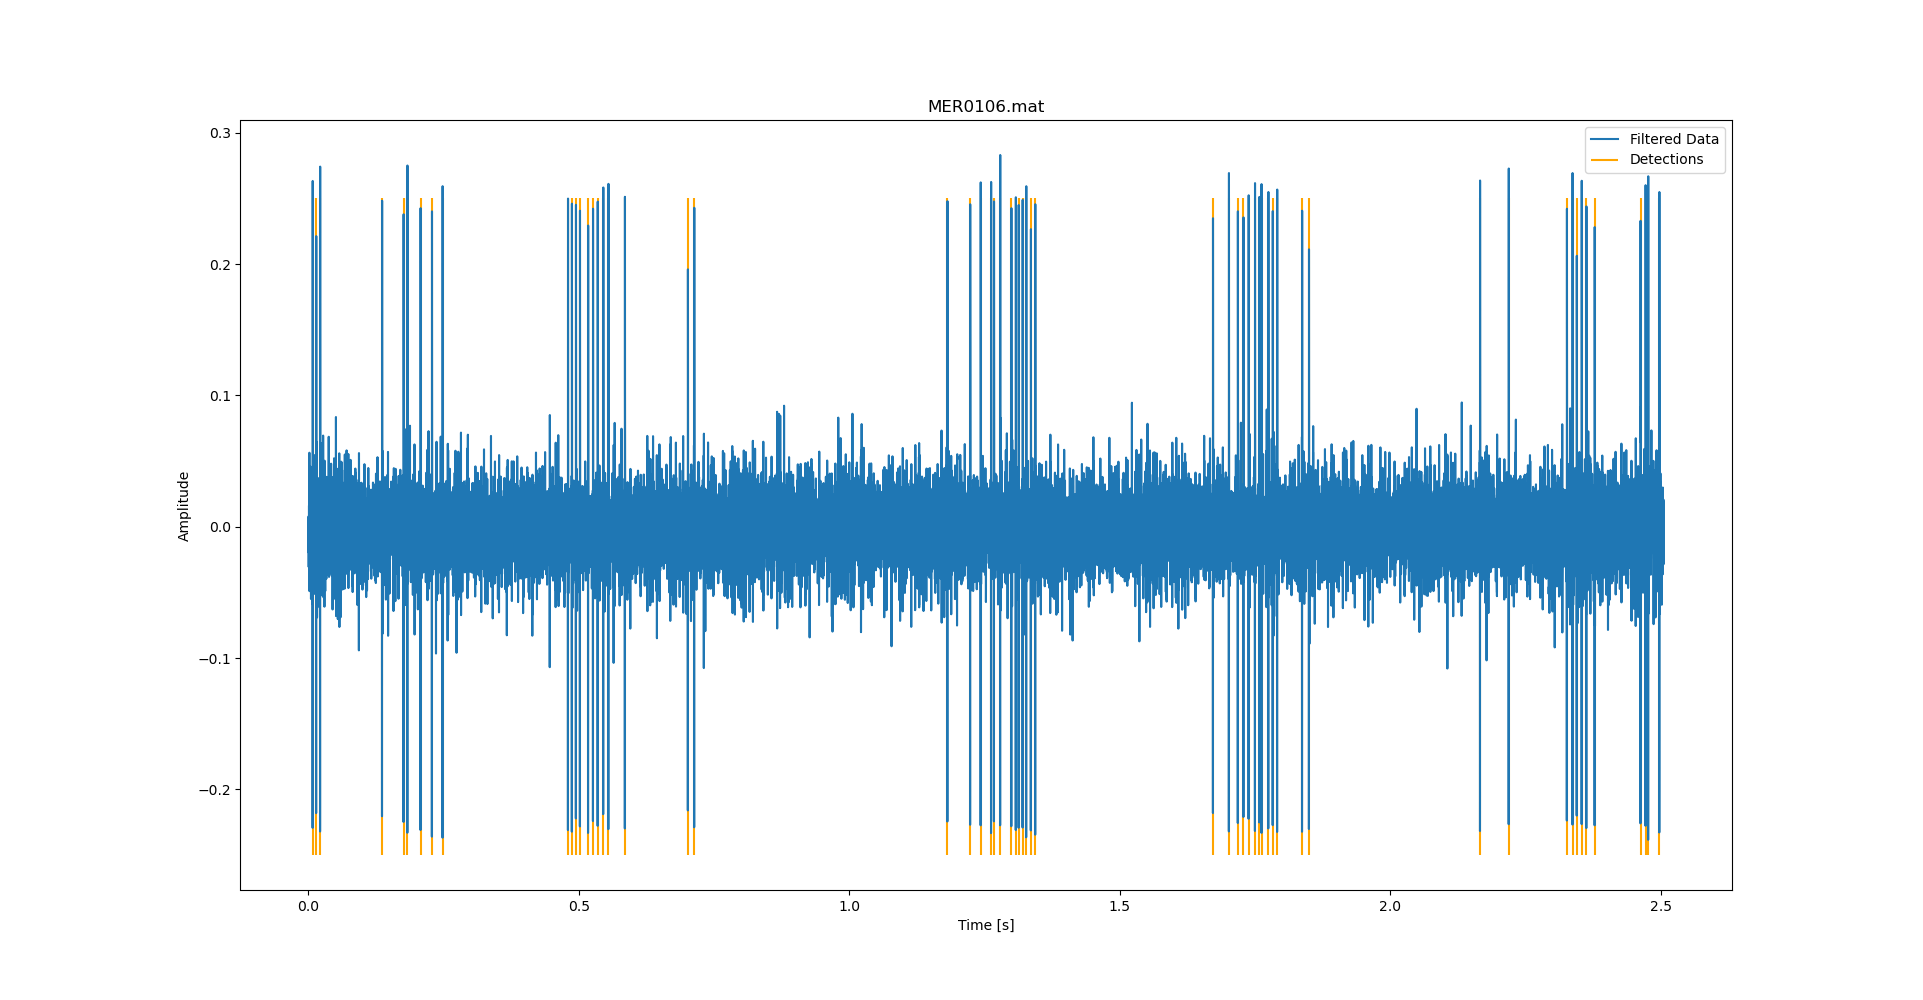 MER0106.mat
Filtered Data
Detections
0.3
0.2
0.1
0.0
−0.1
−0.2
Amplitude
0.0 0.5 1.0 1.5 2.0 2.5
Time [s]